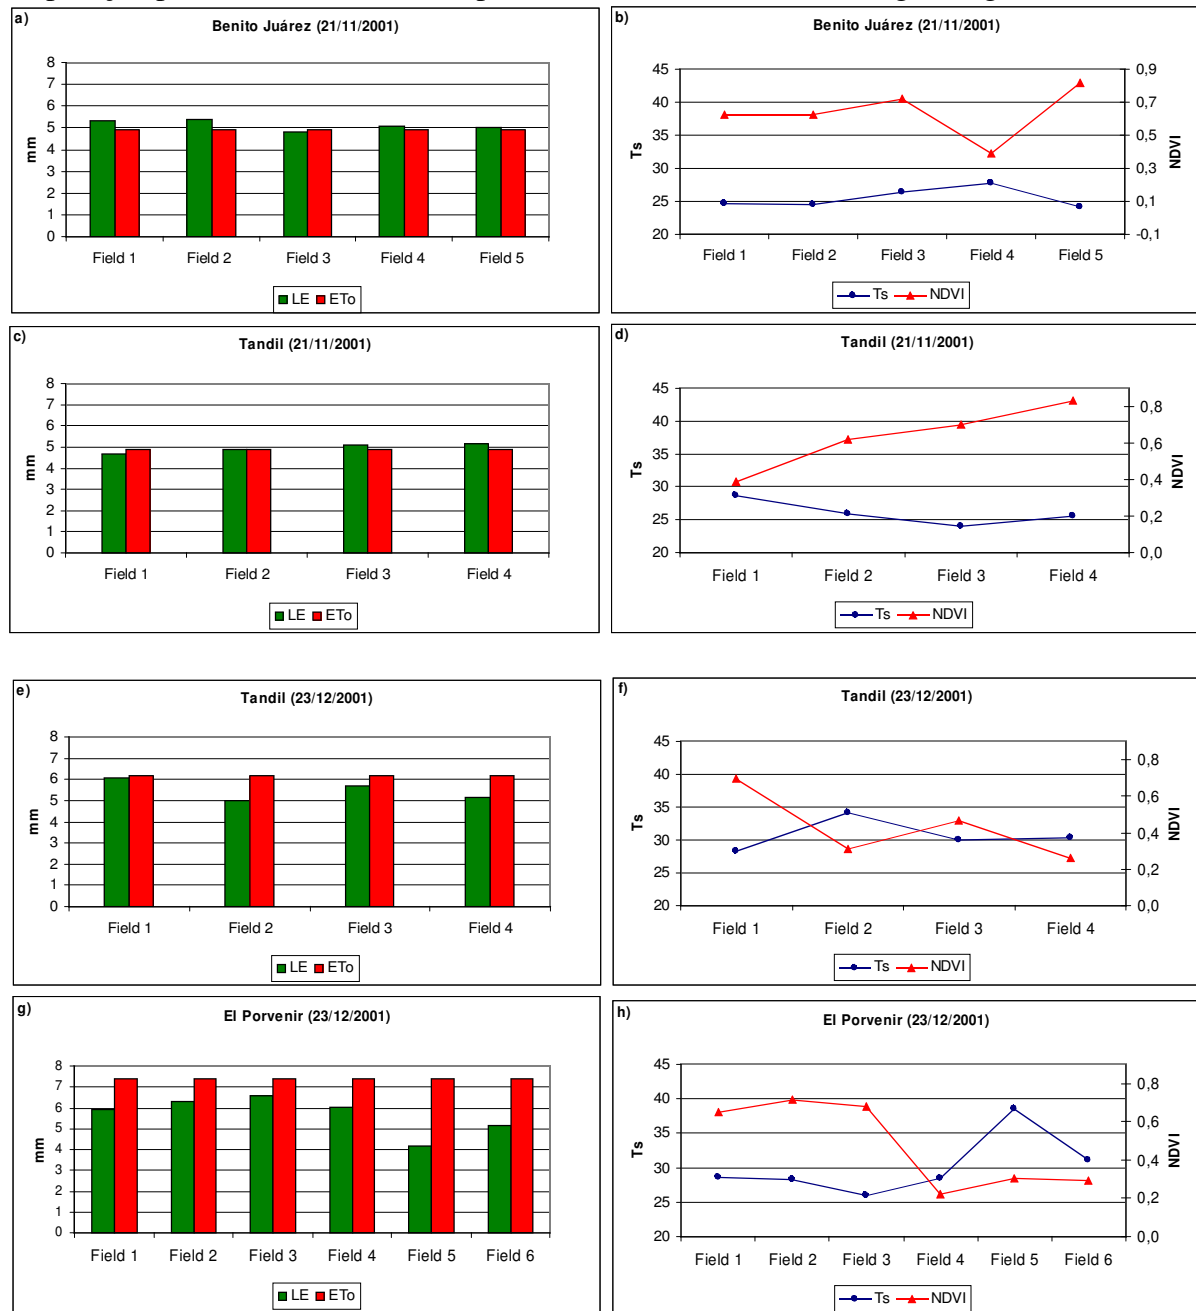 a)
Benito Juárez (21/11/2001)
8
7
6
5
4
3
2
1
0
mm
Field 1 Field 2 Field 3 Field 4 Field 5
LE ETo
b)
Benito Juárez (21/11/2001)
45
40
35
30
25
20
Ts
0,9
0,7
0,5
0,3
0,1
-0,1
NDVI
Field 1 Field 2 Field 3 Field 4 Field 5
Ts NDVI
c)
Tandil (21/11/2001)
8
7
6
5
4
3
2
1
0
mm
Field 1 Field 2 Field 3 Field 4
LE ETo
d)
Tandil (21/11/2001)
45
40
35
30
25
20
Ts
0,8
0,6
0,4
0,2
0,0
NDVI
Field 1 Field 2 Field 3 Field 4
Ts NDVI
e)
Tandil (23/12/2001)
8
7
6
5
4
3
2
1
0
mm
Field 1 Field 2 Field 3 Field 4
LE ETo
f)
Tandil (23/12/2001)
45
40
35
30
25
20
Ts
0,8
0,6
0,4
0,2
0,0
NDVI
Field 1 Field 2 Field 3 Field 4
Ts NDVI
g)
El Porvenir (23/12/2001)
8
7
6
5
4
3
2
1
0
mm
Field 1 Field 2 Field 3 Field 4 Field 5 Field 6
LE ETo
h)
El Porvenir (23/12/2001)
45
40
35
30
25
20
Ts
0,8
0,6
0,4
0,2
0,0
NDVI
Field 1 Field 2 Field 3 Field 4 Field 5 Field 6
Ts NDVI